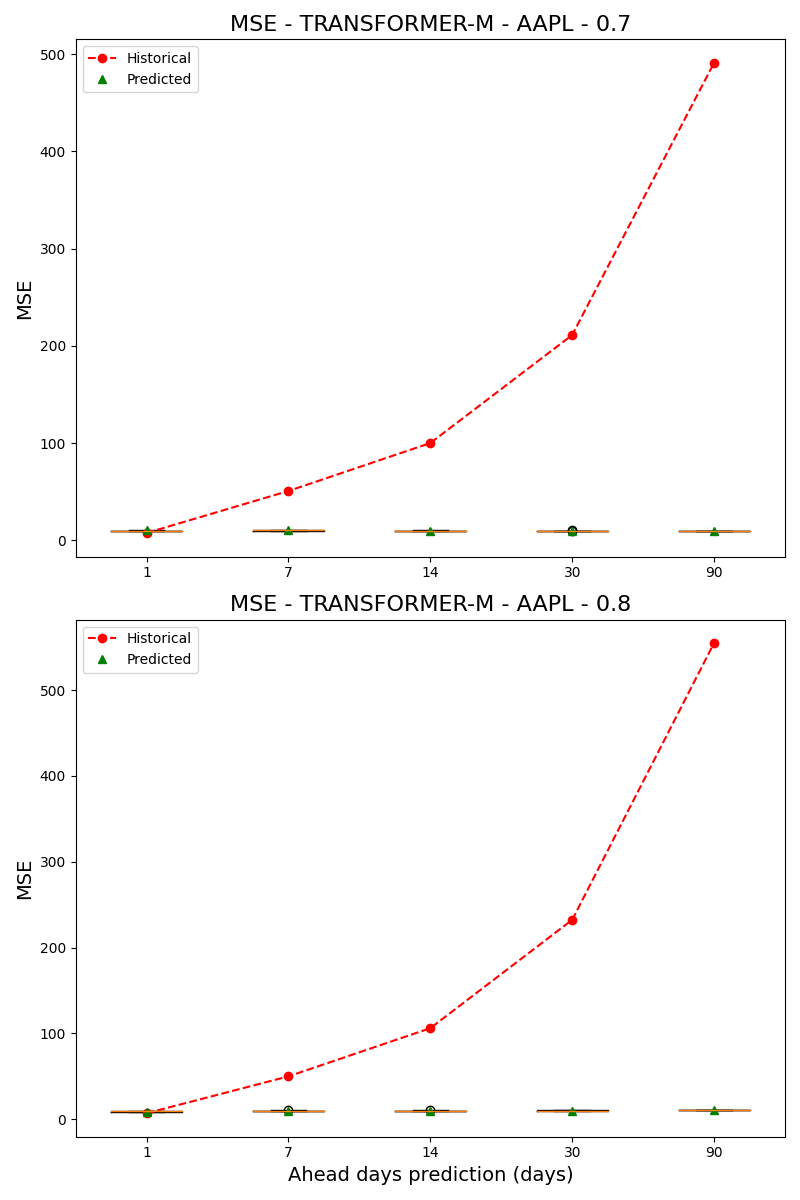 MSE - TRANSFORMER-M - AAPL - 0.7
Historical
Predicted
500
400
300
200
100
0
MSE
1 7 14 30 90
MSE - TRANSFORMER-M - AAPL - 0.8
Historical
Predicted
500
400
300
200
100
0
MSE
1 7 14 30 90
Ahead days prediction (days)